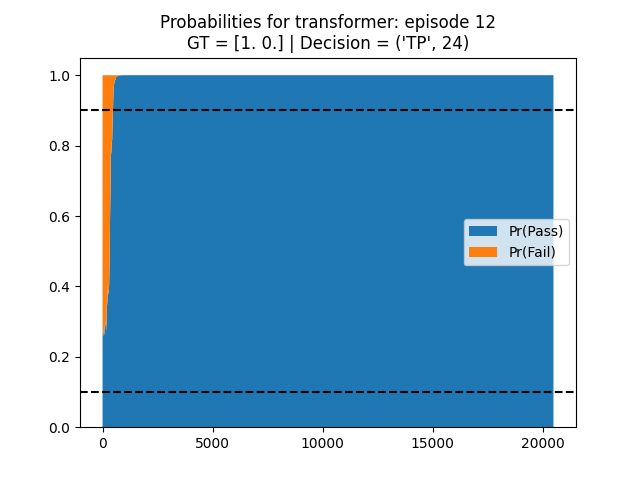 Probabilities for transformer: episode 12
GT = [1. 0.] | Decision = ('TP', 24)
1.0
0.8
0.6
0.4
0.2
0.0
Pr(Pass)
Pr(Fail)
0 5000 10000 15000 20000